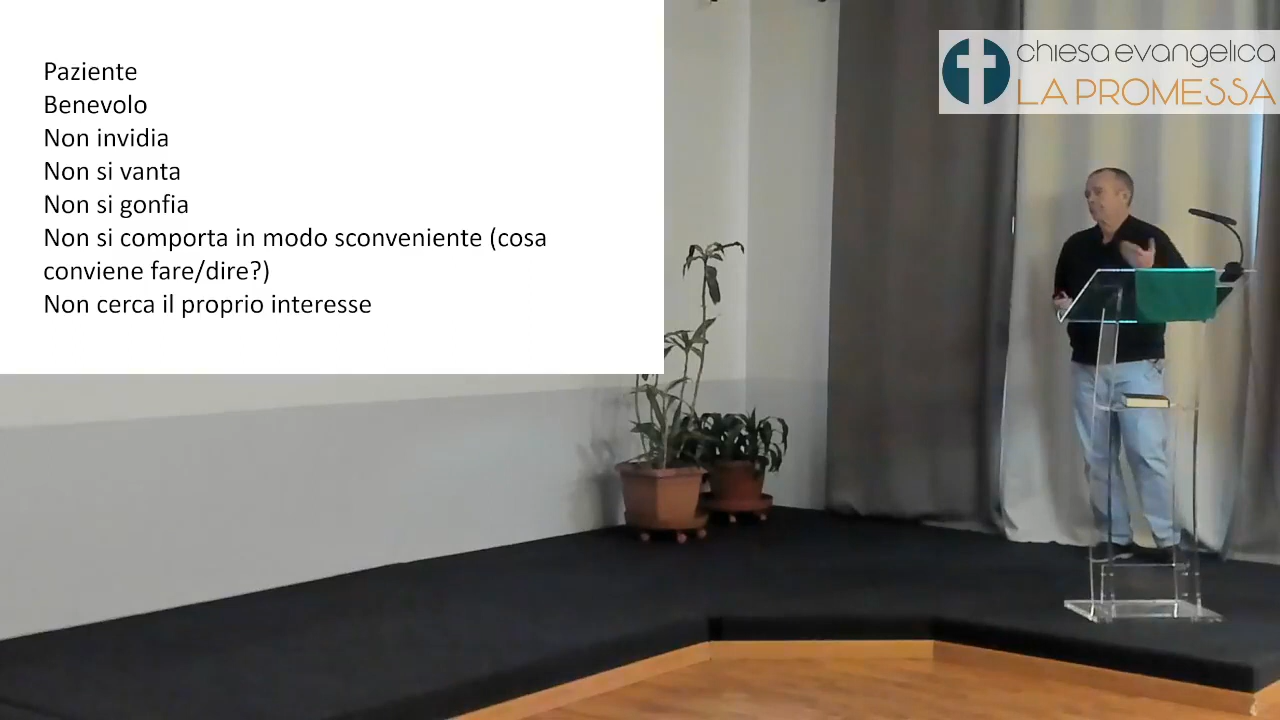 Paziente
Benevolo
Non invidia
Non si vanta
Non si gonfia
Non si comporta in modo sconveniente (cosa
conviene fare/dire?)
Non cerca il proprio interesse
chiesa evangelica
LA PROMESSA